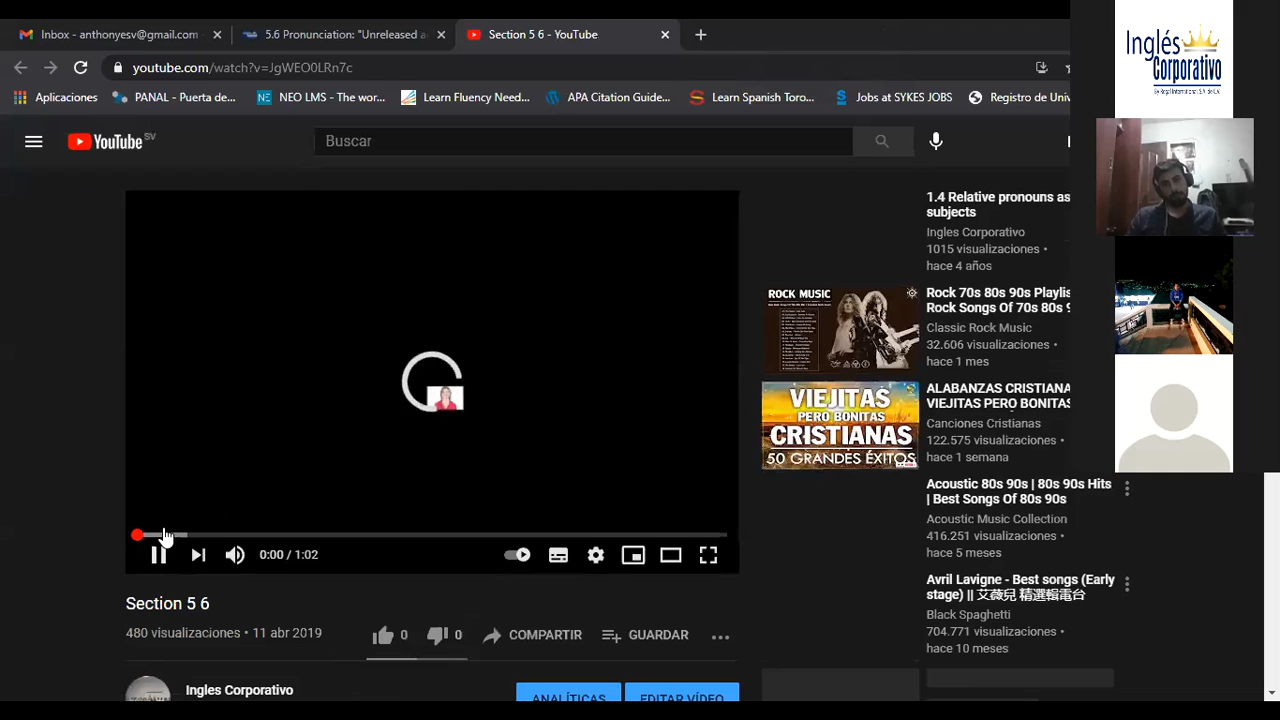 Inbox - anthonyesv@gmail.com
5.6 Pronunciation: "Unreleased a
Section 5 6 - YouTube
youtube.com/watch?v=JgWEO0LRn7c
Aplicaciones
PANAL - Puerta de...
NEO LMS - The wor...
Learn Fluency Nord...
APA Citation Guide...
Learn Spanish Toro...
Jobs at SYKES JOBS
Registro de Univ
YouTube SV
Buscar
Inglés
Corporativo
1.4 Relative pronouns as
subjects
Ingles Corporativo
1015 visualizaciones •
hace 4 años
ROCK MUSIC
Rock 70s 80s 90s Playlis
Rock Songs Of 70s 80s 9
Classic Rock Music
32.606 visualizaciones •
hace 1 mes
VIEJITAS
PERO BONITAS
CRISTIANAS
50 GRANDES ÉXITOS
ALABANZAS CRISTIANA
VIEJITAS PERO BONITAS
Canciones Cristianas
122.575 visualizaciones •
hace 1 semana
Acoustic 80s 90s | 80s 90s Hits
| Best Songs Of 80s 90s
Acoustic Music Collection
416.251 visualizaciones •
hace 5 meses
Avril Lavigne - Best songs (Early
stage) || 艾薇兒 精選輯電台
Black Spaghetti
704.771 visualizaciones •
hace 10 meses
0:00 / 1:02
Section 5 6
480 visualizaciones • 11 abr 2019
0
0
COMPARTIR
GUARDAR
Ingles Corporativo
ANALÍTICAS
EDITAR VÍDEO